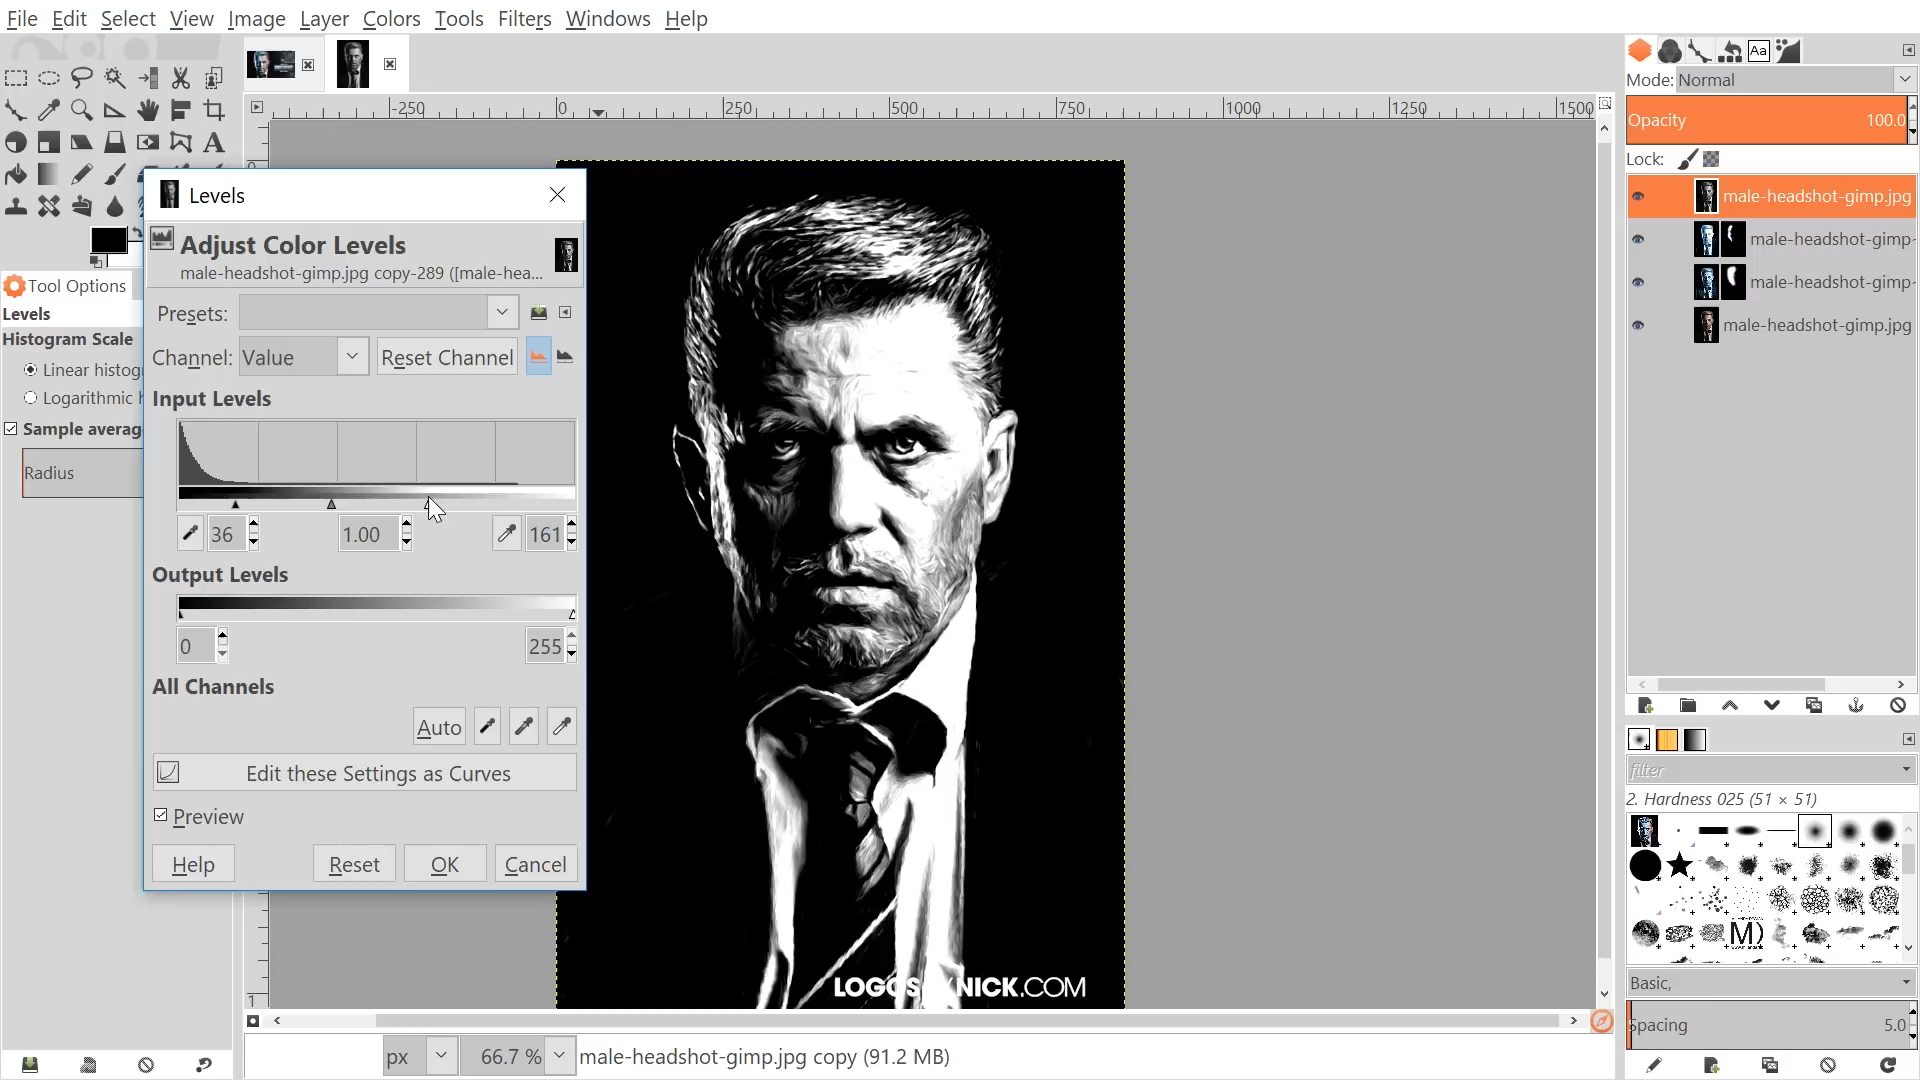 File Edit Select View Image Layer Colors Tools Filters Windows Help
-250 0 250 500 750 1000 1250 1500
Tool Options
Levels
Histogram Scale
Linear histog
Logarithmic h
Sample averag
Radius
Levels
Adjust Color Levels
male-headshot-gimp.jpg copy-289 ([male-hea...
Presets:
Channel: Value Reset Channel
Input Levels
36 1.00 161
Output Levels
0 255
All Channels
Auto
Edit these Settings as Curves
Preview
Help Reset OK Cancel
LOGOS NICK.COM
px 66.7 % male-headshot-gimp.jpg copy (91.2 MB)
Aa
Mode: Normal
Opacity 100.0
Lock:
male-headshot-gimp.jpg
male-headshot-gimp-
male-headshot-gimp-
male-headshot-gimp.jpg
filter
2. Hardness 025 (51 × 51)
Basic,
Spacing 5.0